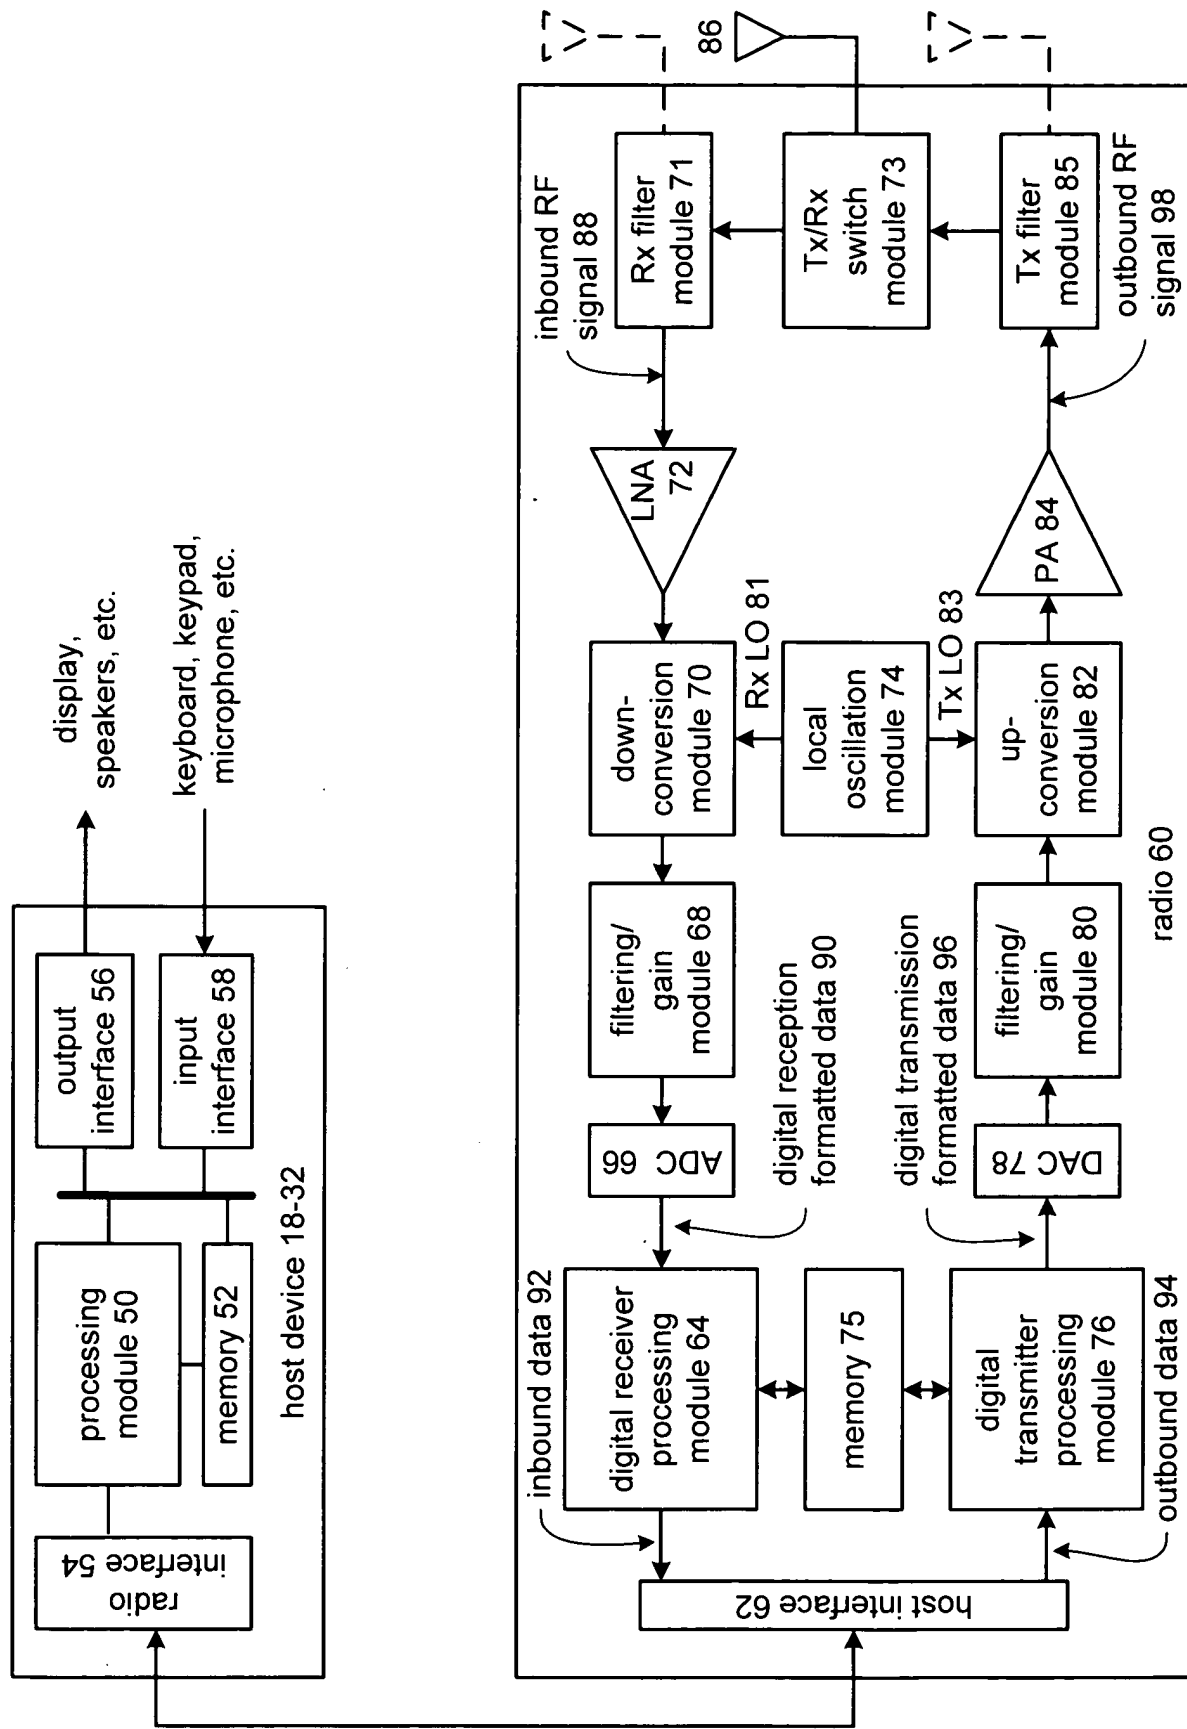 radio
interface 54
processing
module 50
memory 52
output
interface 56
input
interface 58
display,
speakers, etc.
keyboard, keypad,
microphone, etc.
host device 18-32
host interface 62
inbound data 92
digital receiver
processing
module 64
memory 75
digital
transmitter
processing
module 76
outbound data 94
ADC
66
digital reception
formatted data 90
digital transmission
formatted data 96
DAC 78
filtering/
gain
module 68
filtering/
gain
module 80
down-
conversion
module 70
Rx LO 81
local
oscillation
module 74
Tx LO 83
up-
conversion
module 82
radio 60
LNA
72
PA 84
inbound RF
signal 88
Rx filter
module 71
Tx/Rx
switch
module 73
Tx filter
module 85
outbound RF
signal 98
86